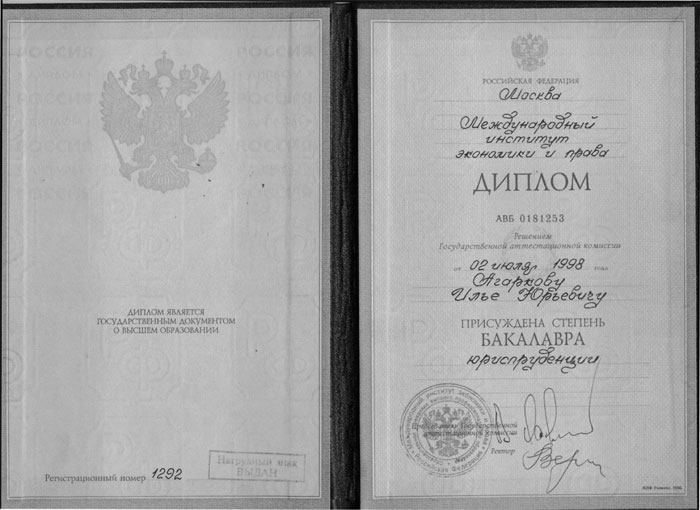 ДИПЛОМ ЯВЛЯЕТСЯ
ГОСУДАРСТВЕННЫМ ДОКУМЕНТОМ
О ВЫСШЕМ ОБРАЗОВАНИИ
Нагрудный знак
ВЫДАН
Регистрационный номер 1292
РОССИЙСКАЯ ФЕДЕРАЦИЯ
Москва
Международный
институт
экономики и права
ДИПЛОМ
АВБ 0181253
Решением
Государственной аттестационной комиссии
от 02 июля 1998 года
Агаркову
Илье Юрьевичу
ПРИСУЖДЕНА СТЕПЕНЬ
БАКАЛАВРА
юриспруденции
Председатель Государственной
аттестационной комиссии
Ректор